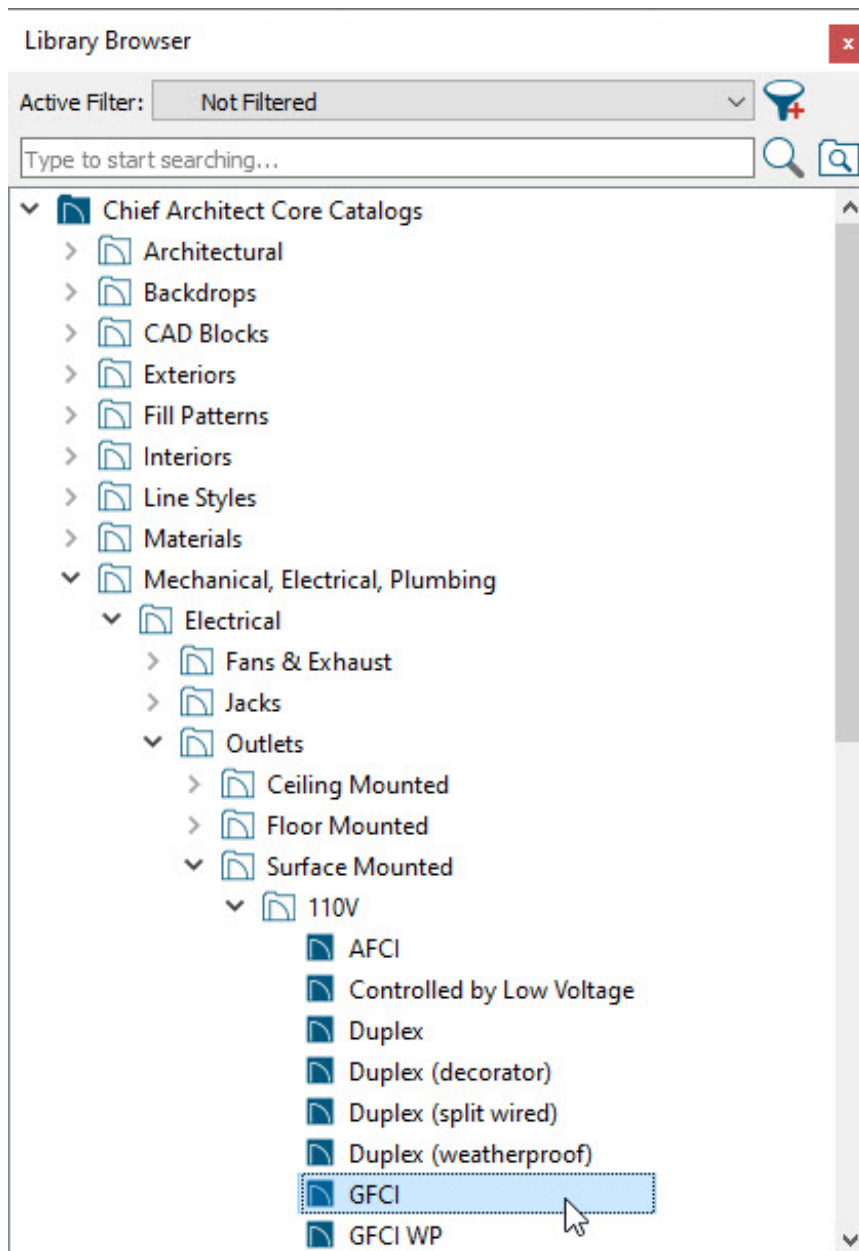 Library Browser
x
Active Filter: Not Filtered
Type to start searching...
Chief Architect Core Catalogs
Architectural
Backdrops
CAD Blocks
Exteriors
Fill Patterns
Interiors
Line Styles
Materials
Mechanical, Electrical, Plumbing
Electrical
Fans & Exhaust
Jacks
Outlets
Ceiling Mounted
Floor Mounted
Surface Mounted
110V
AFCI
Controlled by Low Voltage
Duplex
Duplex (decorator)
Duplex (split wired)
Duplex (weatherproof)
GFCI
GFCI WP